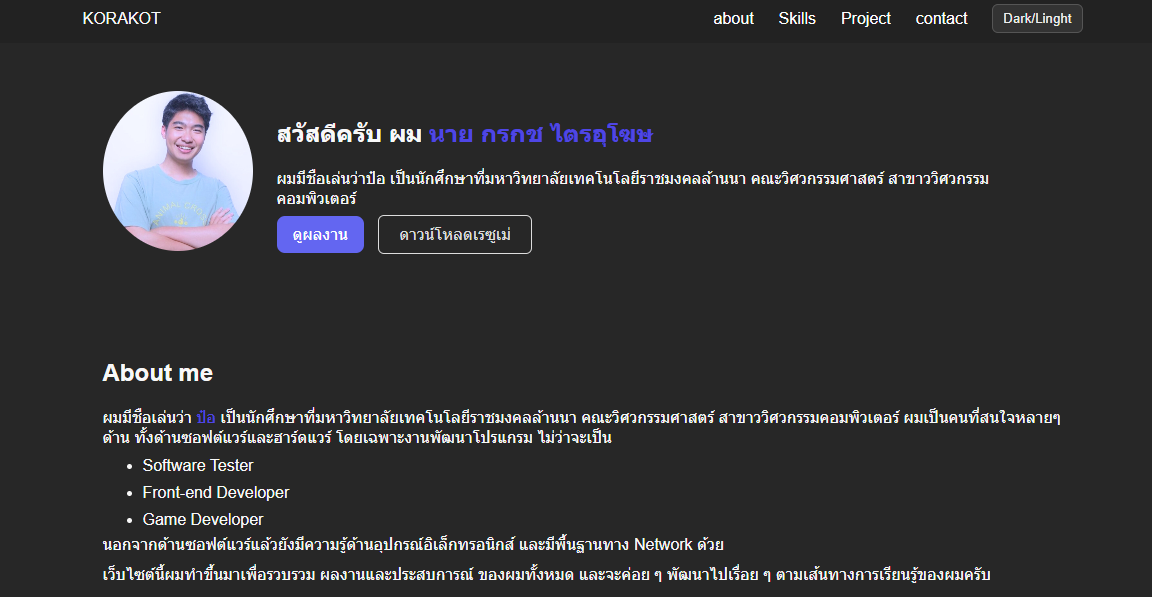 KORAKOT
about Skills Project contact Dark/Linght
สวัสดีครับ ผม นาย กรกช ไตรอุโฆษ
ผมมีชื่อเล่นว่าป๋อ เป็นนักศึกษาที่มหาวิทยาลัยเทคโนโลยีราชมงคลล้านนา คณะวิศวกรรมศาสตร์ สาขาววิศวกรรม
คอมพิวเตอร์
ดูผลงาน ดาวน์โหลดเรซูเม่
About me
ผมมีชื่อเล่นว่า ป๋อ เป็นนักศึกษาที่มหาวิทยาลัยเทคโนโลยีราชมงคลล้านนา คณะวิศวกรรมศาสตร์ สาขาววิศวกรรมคอมพิวเตอร์ ผมเป็นคนที่สนใจหลายๆ
ด้าน ทั้งด้านซอฟต์แวร์และฮาร์ดแวร์ โดยเฉพาะงานพัฒนาโปรแกรม ไม่ว่าจะเป็น
Software Tester
Front-end Developer
Game Developer
นอกจากด้านซอฟต์แวร์แล้วยังมีความรู้ด้านอุปกรณ์อิเล็กทรอนิกส์ และมีพื้นฐานทาง Network ด้วย
เว็บไซต์นี้ผมทำขึ้นมาเพื่อรวบรวม ผลงานและประสบการณ์ ของผมทั้งหมด และจะค่อย ๆ พัฒนาไปเรื่อย ๆ ตามเส้นทางการเรียนรู้ของผมครับ